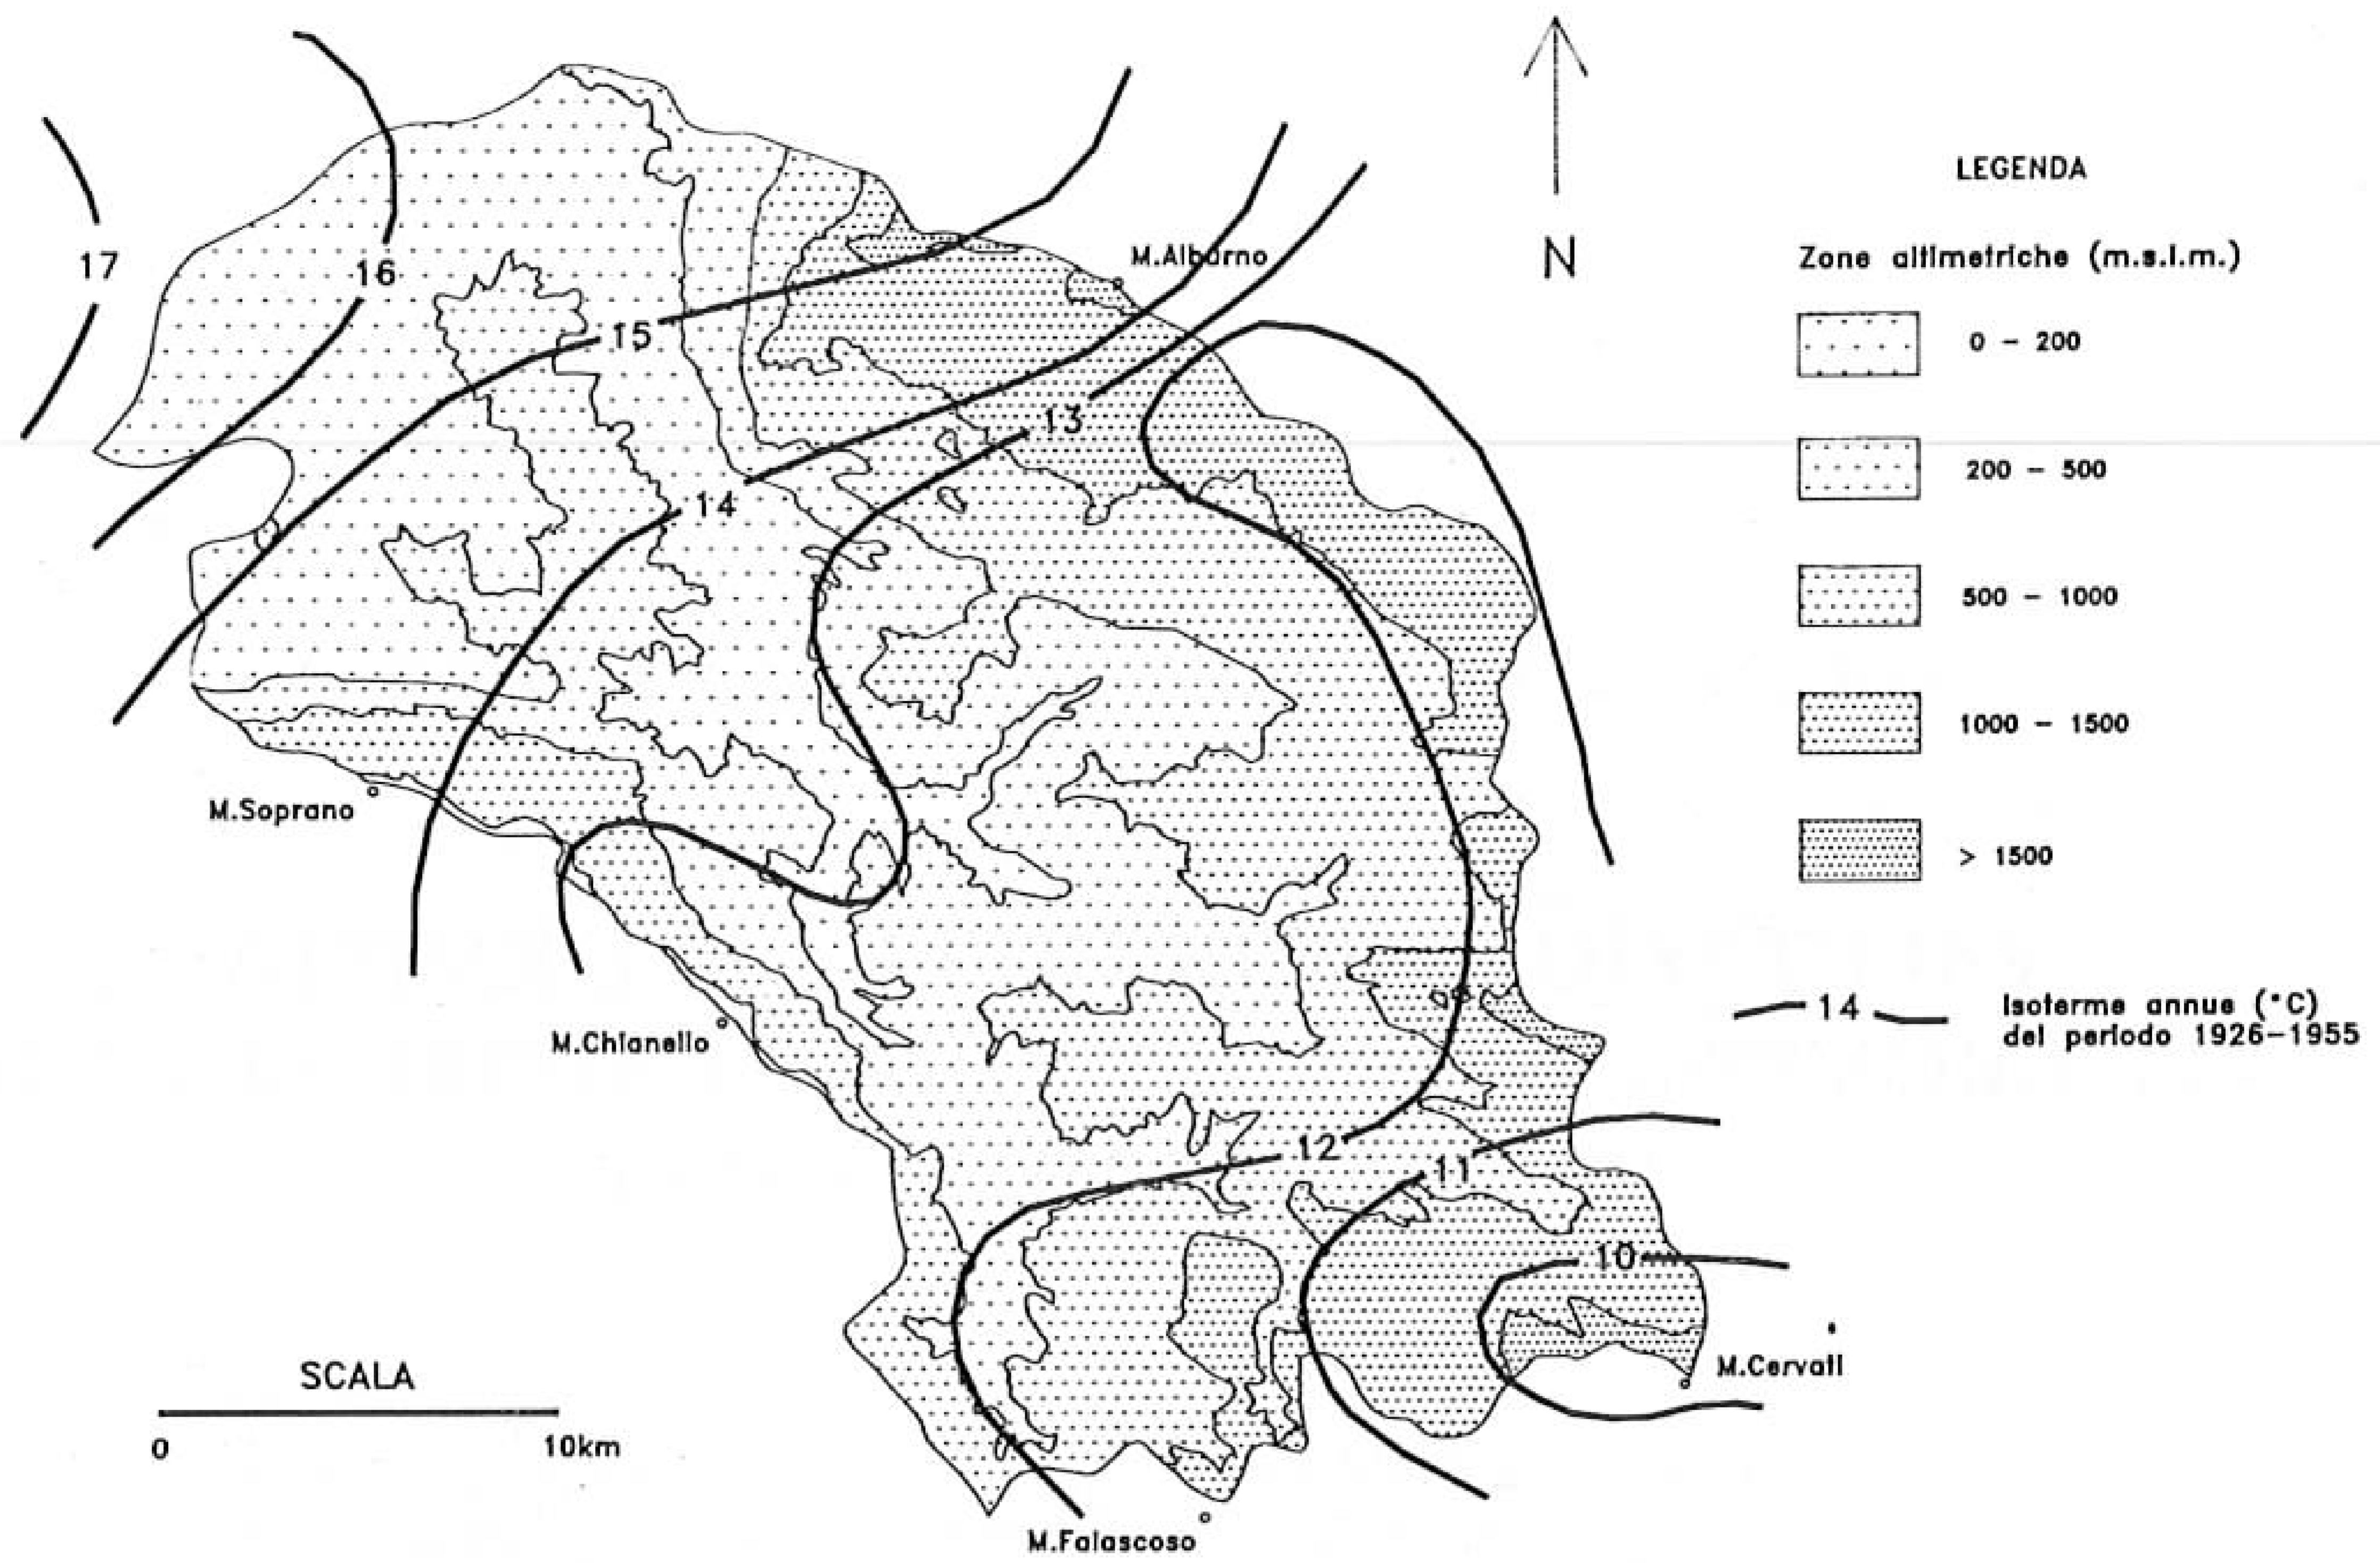 17
16
15
14
13
12
11
10
M.Alburno
M.Soprano
M.Chianello
M.Cervati
M.Falascoso
N
SCALA
0 10km
LEGENDA
Zone altimetriche (m.s.l.m.)
0 - 200
200 - 500
500 - 1000
1000 - 1500
> 1500
14
Isoterme annue (°C)
del periodo 1926-1955